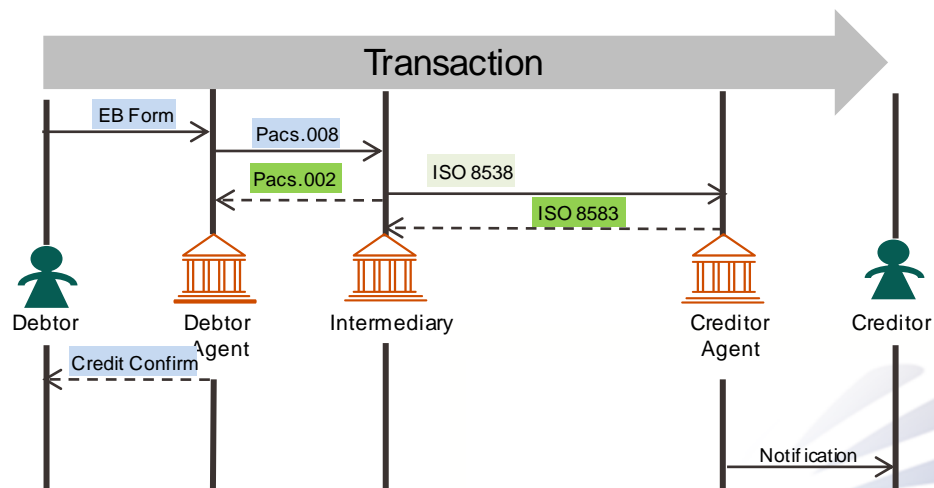 Transaction
EB Form
Pacs.008
Pacs.002
ISO 8538
ISO 8583
Debtor
Debtor
Agent
Intermediary
Creditor
Agent
Creditor
Credit Confirm
Notification